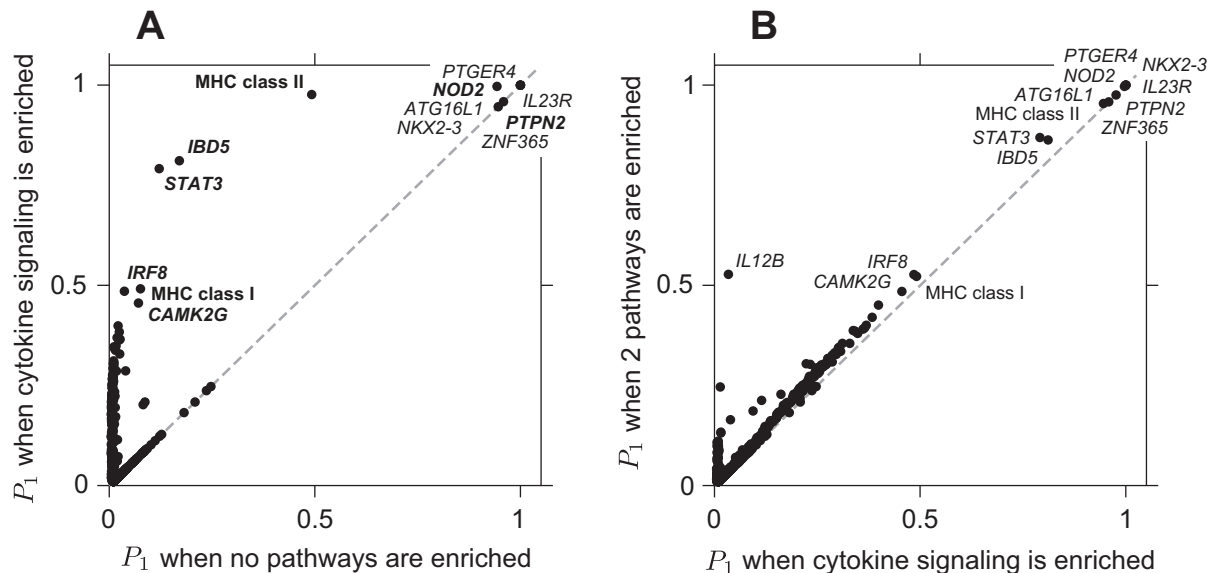 A
P₁ when cytokine signaling is enriched
1
0.5
0
MHC class II
PTGER4
NOD2
ATG16L1
IL23R
NKX2-3
PTPN2
ZNF365
IBD5
STAT3
IRF8
MHC class I
CAMK2G
0
0.5
1
P₁ when no pathways are enriched
B
P₁ when 2 pathways are enriched
1
0.5
0
PTGER4
NKX2-3
NOD2
IL23R
ATG16L1
PTPN2
MHC class II
ZNF365
STAT3
IBD5
IL12B
IRF8
CAMK2G
MHC class I
0
0.5
1
P₁ when cytokine signaling is enriched